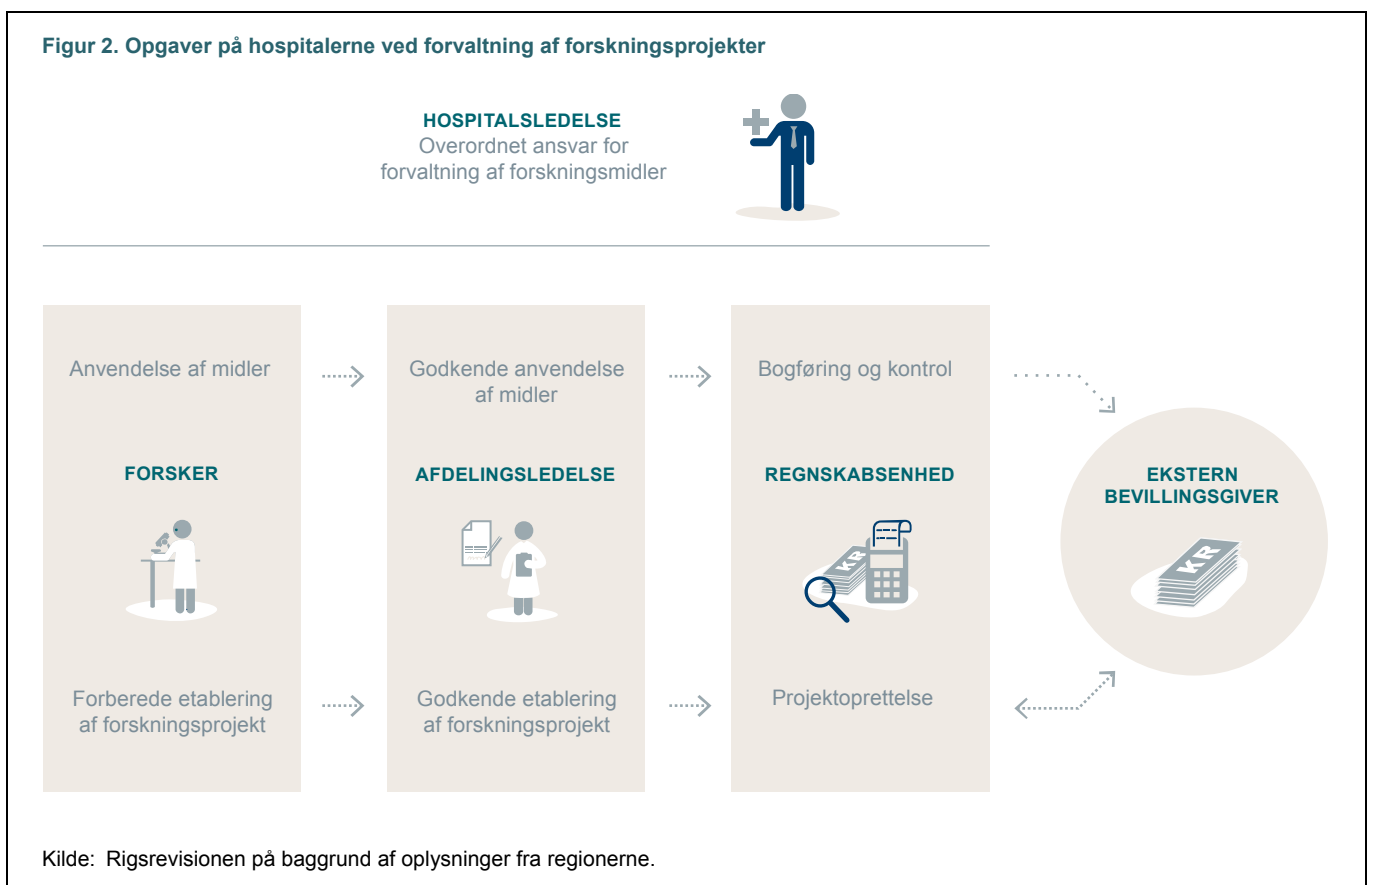 Figur 2. Opgaver på hospitalerne ved forvaltning af forskningsprojekter
HOSPITALSLEDELSE
Overordnet ansvar for
forvaltning af forskningsmidler
Anvendelse af midler
Godkende anvendelse
af midler
Bogføring og kontrol
FORSKER
AFDELINGSLEDELSE
REGNSKABSENHED
EKSTERN
BEVILLINGSGIVER
KR
KR
Forberede etablering
af forskningsprojekt
Godkende etablering
af forskningsprojekt
Projektoprettelse
Kilde: Rigsrevisionen på baggrund af oplysninger fra regionerne.